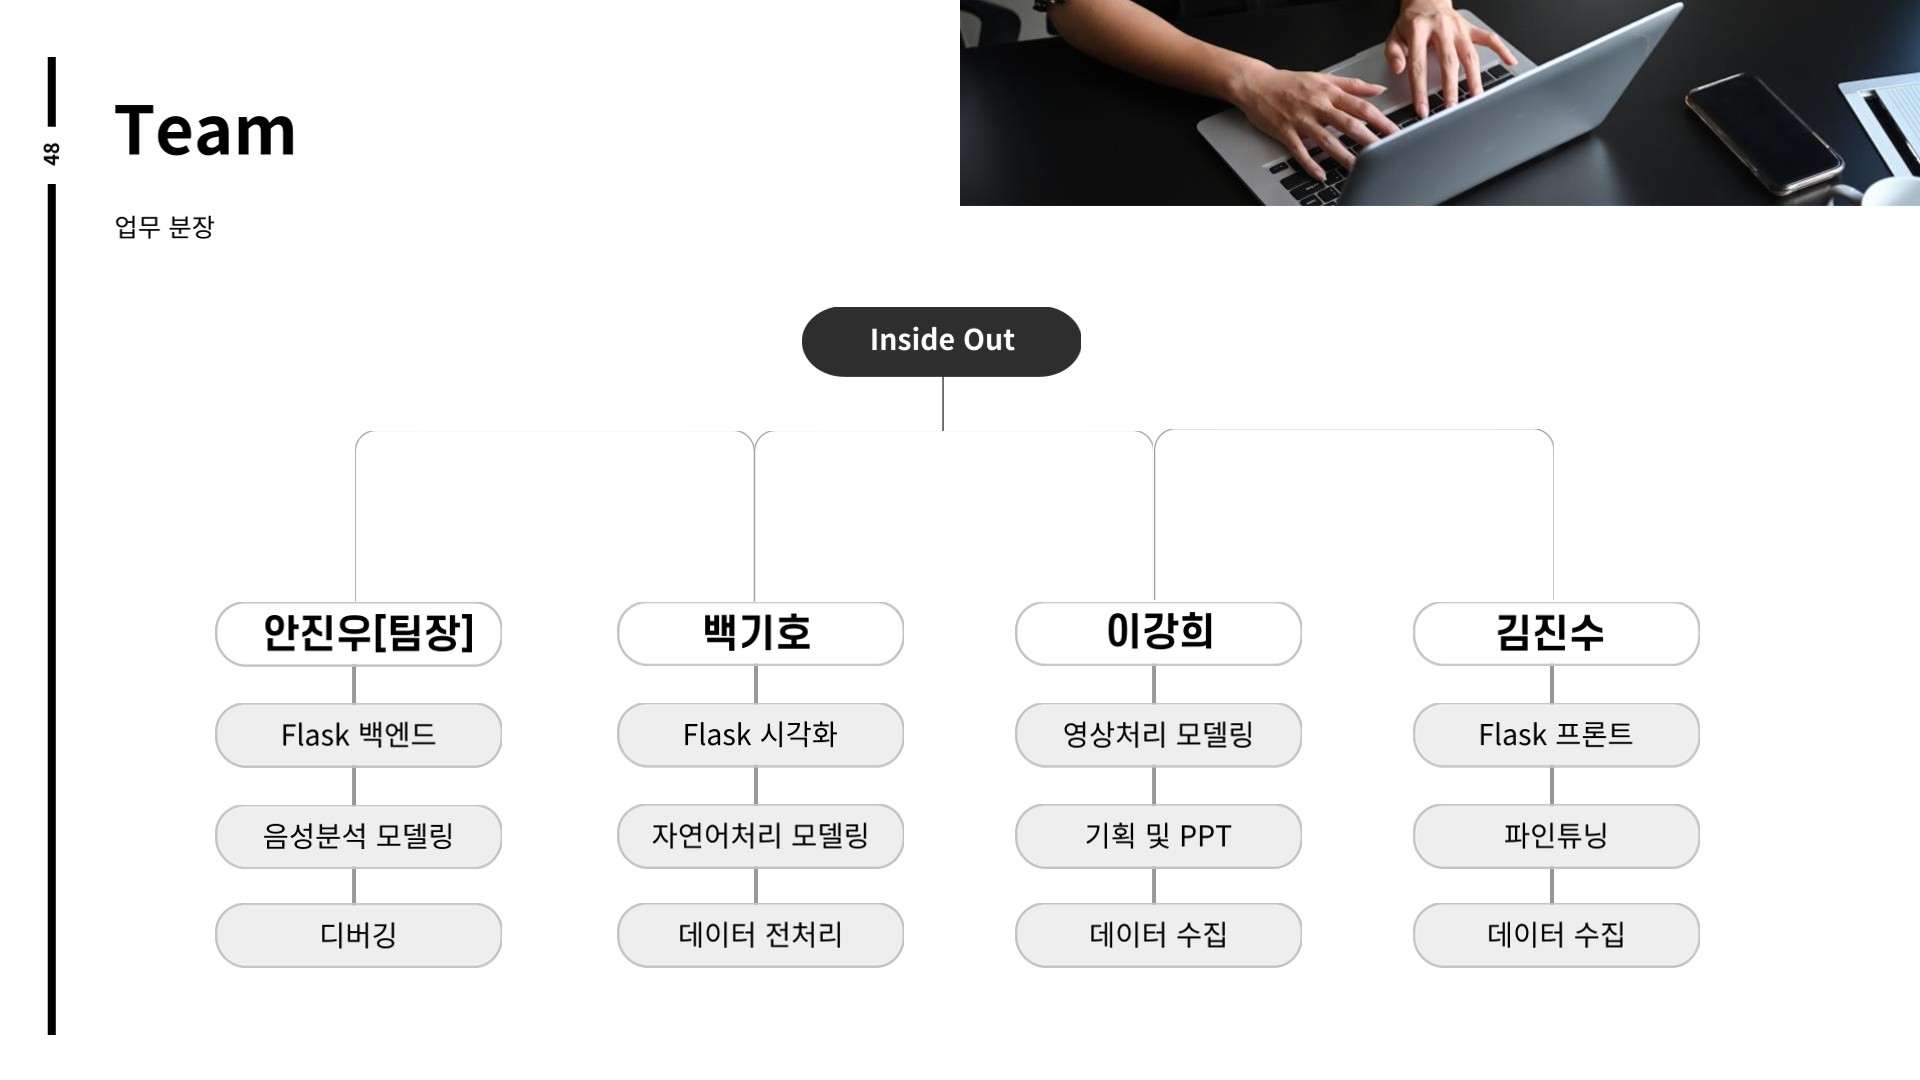 48
Team
업무 분장
Inside Out
안진우[팀장]
Flask 백엔드
음성분석 모델링
디버깅
백기호
Flask 시각화
자연어처리 모델링
데이터 전처리
이강희
영상처리 모델링
기획 및 PPT
데이터 수집
김진수
Flask 프론트
파인튜닝
데이터 수집